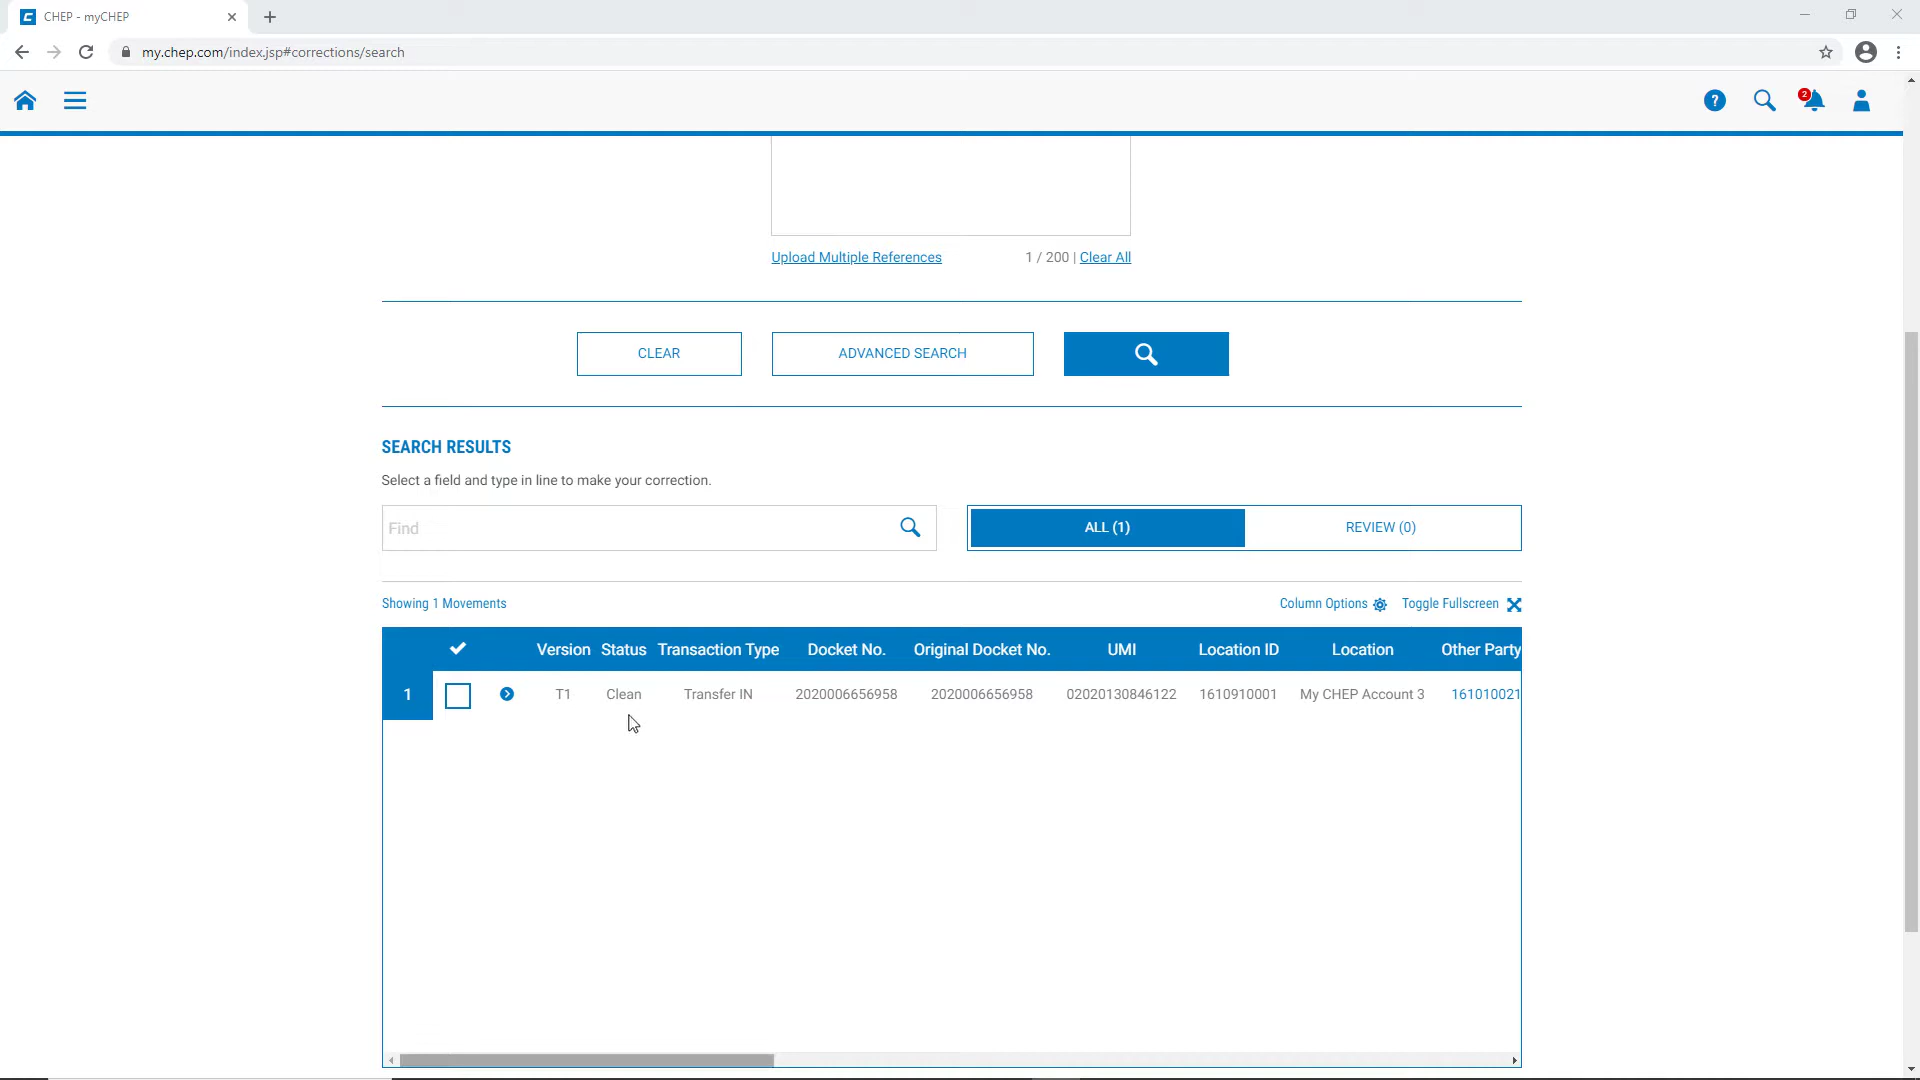 CHEP - myCHEP
my.chep.com/index.jsp#corrections/search
?
2
Upload Multiple References 1 / 200 | Clear All
CLEAR ADVANCED SEARCH
SEARCH RESULTS
Select a field and type in line to make your correction.
Find ALL (1) REVIEW (0)
Showing 1 Movements Column Options Toggle Fullscreen
Version Status Transaction Type Docket No. Original Docket No. UMI Location ID Location Other Party
1 T1 Clean Transfer IN 2020006656958 2020006656958 02020130846122 1610910001 My CHEP Account 3 161010021